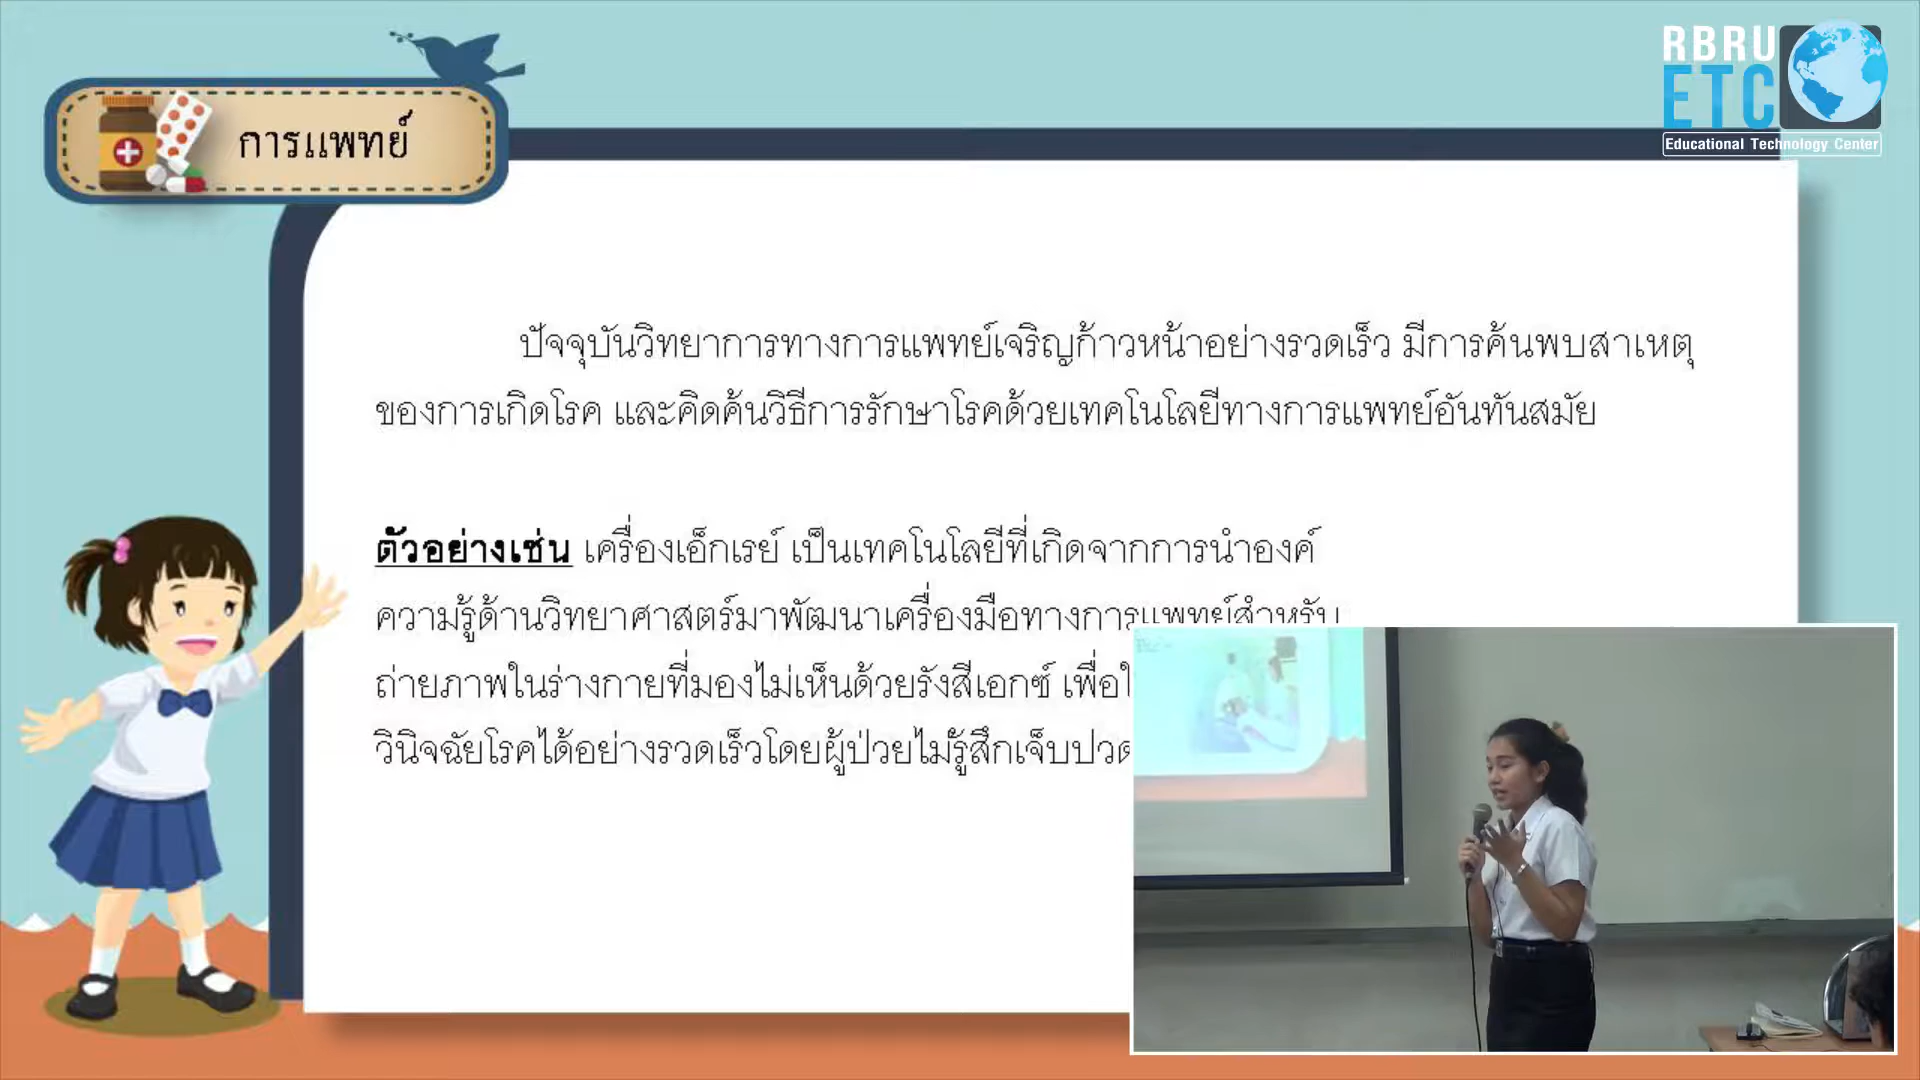 RBRU
ETC
Educational Technology Center
การแพทย์
ปัจจุบันวิทยาการทางการแพทย์เจริญก้าวหน้าอย่างรวดเร็ว มีการค้นพบสาเหตุ
ของการเกิดโรค และคิดค้นวิธีการรักษาโรคด้วยเทคโนโลยีทางการแพทย์อันทันสมัย
ตัวอย่างเช่น เครื่องเอ็กเรย์ เป็นเทคโนโลยีที่เกิดจากการนำองค์
ความรู้ด้านวิทยาศาสตร์มาพัฒนาเครื่องมือทางการแพทย์สำหรับ
ถ่ายภาพในร่างกายที่มองไม่เห็นด้วยรังสีเอกซ์ เพื่อ
วินิจฉัยโรคได้อย่างรวดเร็วโดยผู้ป่วยไม่รู้สึกเจ็บปวด